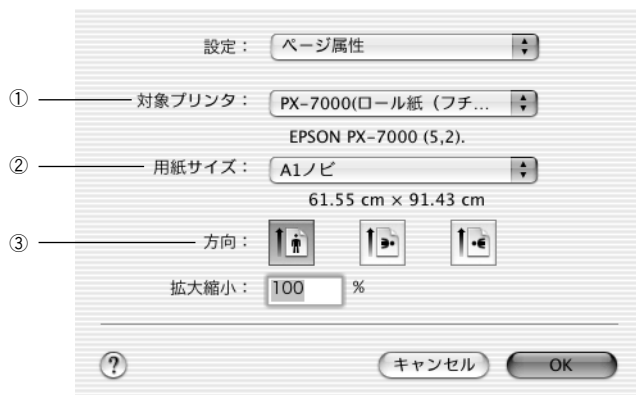 設定： ページ属性
① 対象プリンタ： PX-7000(ロール紙（フチ...
EPSON PX-7000 (5,2).
② 用紙サイズ： A1ノビ
61.55 cm × 91.43 cm
③ 方向：
拡大縮小： 100 %
? キャンセル OK